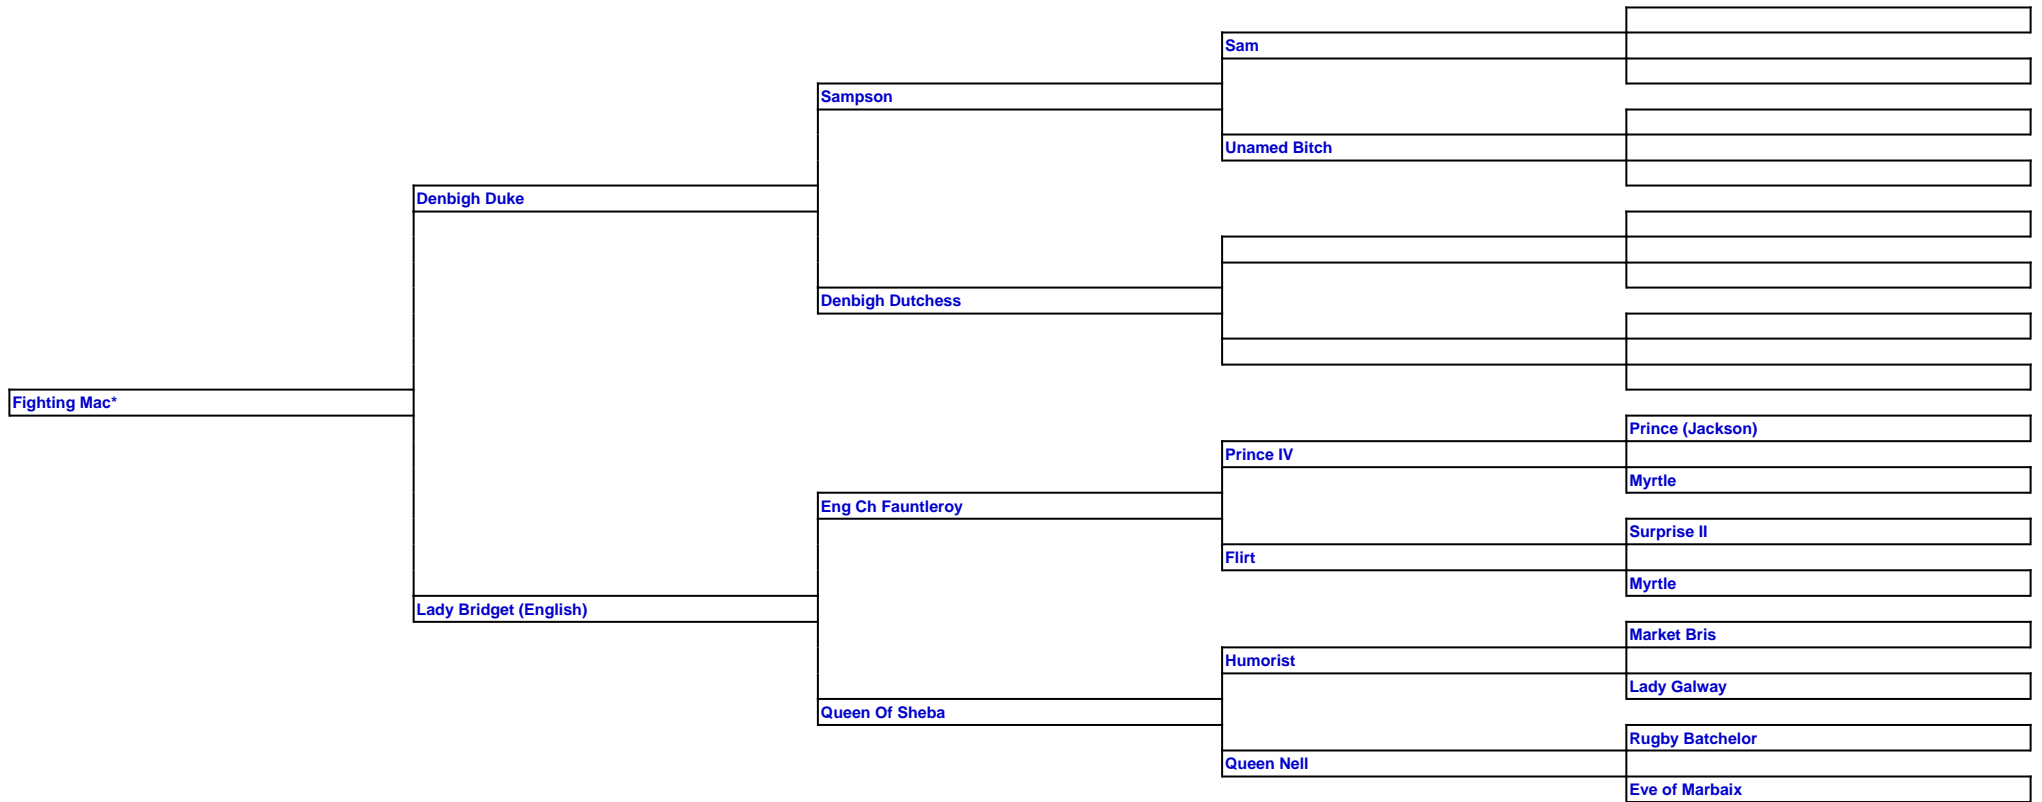 Sam
Sampson
Unamed Bitch
Denbigh Duke
Denbigh Dutchess
Fighting Mac*
Prince (Jackson)
Prince IV
Myrtle
Eng Ch Fauntleroy
Surprise II
Flirt
Myrtle
Lady Bridget (English)
Market Bris
Humorist
Lady Galway
Queen Of Sheba
Rugby Batchelor
Queen Nell
Eve of Marbaix